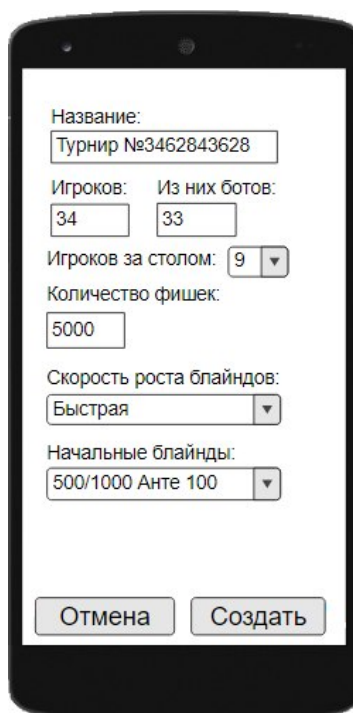 Название:
Турнир №3462843628
Игроков: Из них ботов:
34 33
Игроков за столом: 9
Количество фишек:
5000
Скорость роста блайндов:
Быстрая
Начальные блайнды:
500/1000 Анте 100
Отмена Создать